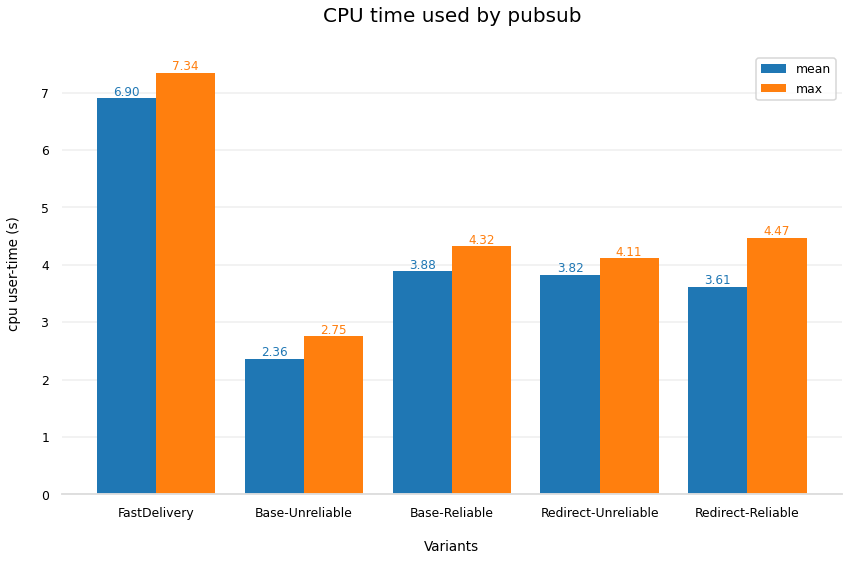 CPU time used by pubsub
mean
max
cpu user-time (s)
7
6
5
4
3
2
1
0
6.90
7.34
2.36
2.75
3.88
4.32
3.82
4.11
3.61
4.47
FastDelivery
Base-Unreliable
Base-Reliable
Redirect-Unreliable
Redirect-Reliable
Variants